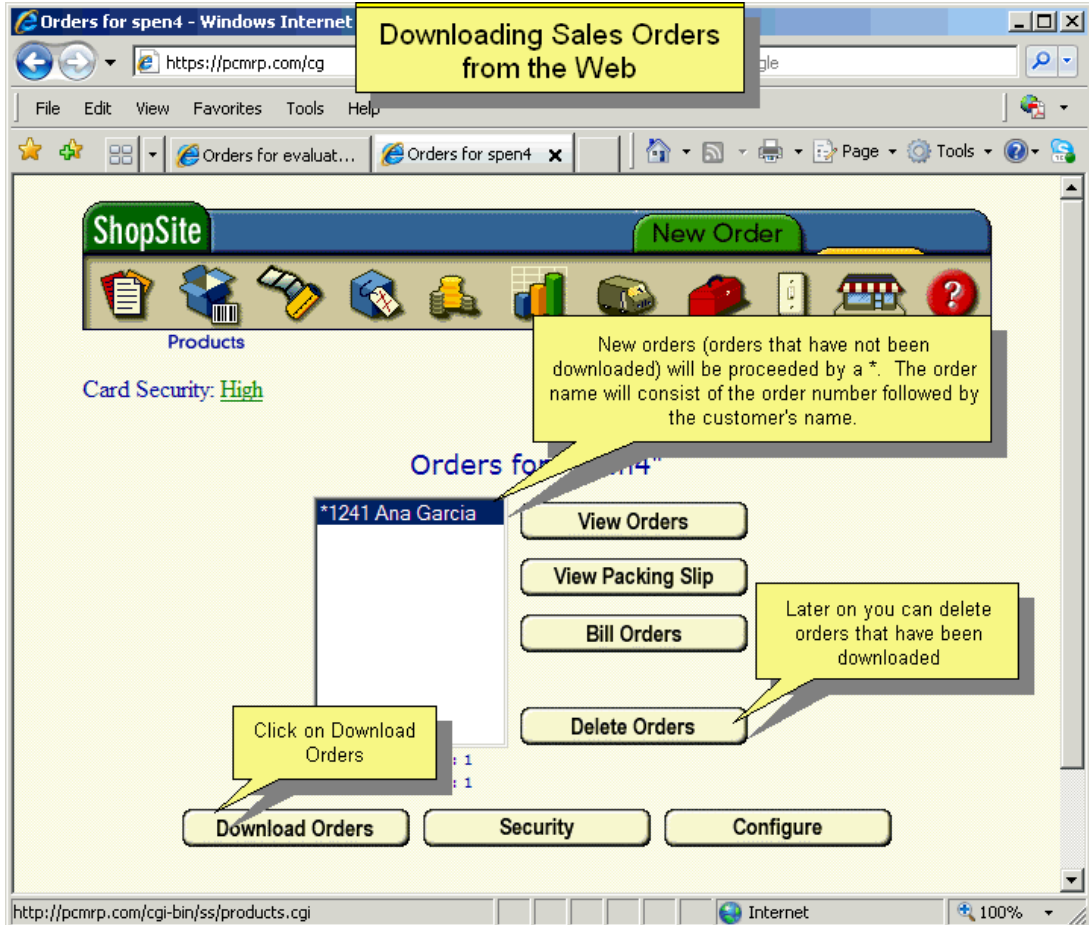 Orders for spen4 - Windows Internet
Downloading Sales Orders
from the Web
https://pcmrp.com/cg
gle
File Edit View Favorites Tools Help
Orders for evaluat...
Orders for spen4
Page
Tools
ShopSite
New Order
Products
New orders (orders that have not been
downloaded) will be proceeded by a *. The order
name will consist of the order number followed by
the customer's name.
Card Security: High
Orders for
n4"
*1241 Ana Garcia
View Orders
View Packing Slip
Bill Orders
Later on you can delete
orders that have been
downloaded
Delete Orders
Click on Download
Orders
: 1
: 1
Download Orders
Security
Configure
http://pcmrp.com/cgi-bin/ss/products.cgi
Internet
100%